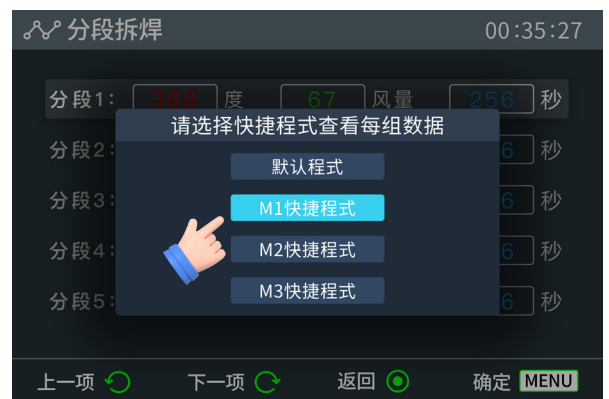 分段拆焊 00:35:27
分段1: 368 度 67 风量 256 秒
请选择快捷程式查看每组数据
分段2: 6 秒
默认程式
分段3: 6 秒
M1快捷程式
分段4: 6 秒
M2快捷程式
分段5: 6 秒
M3快捷程式
上一项 下一项 返回 确定 MENU